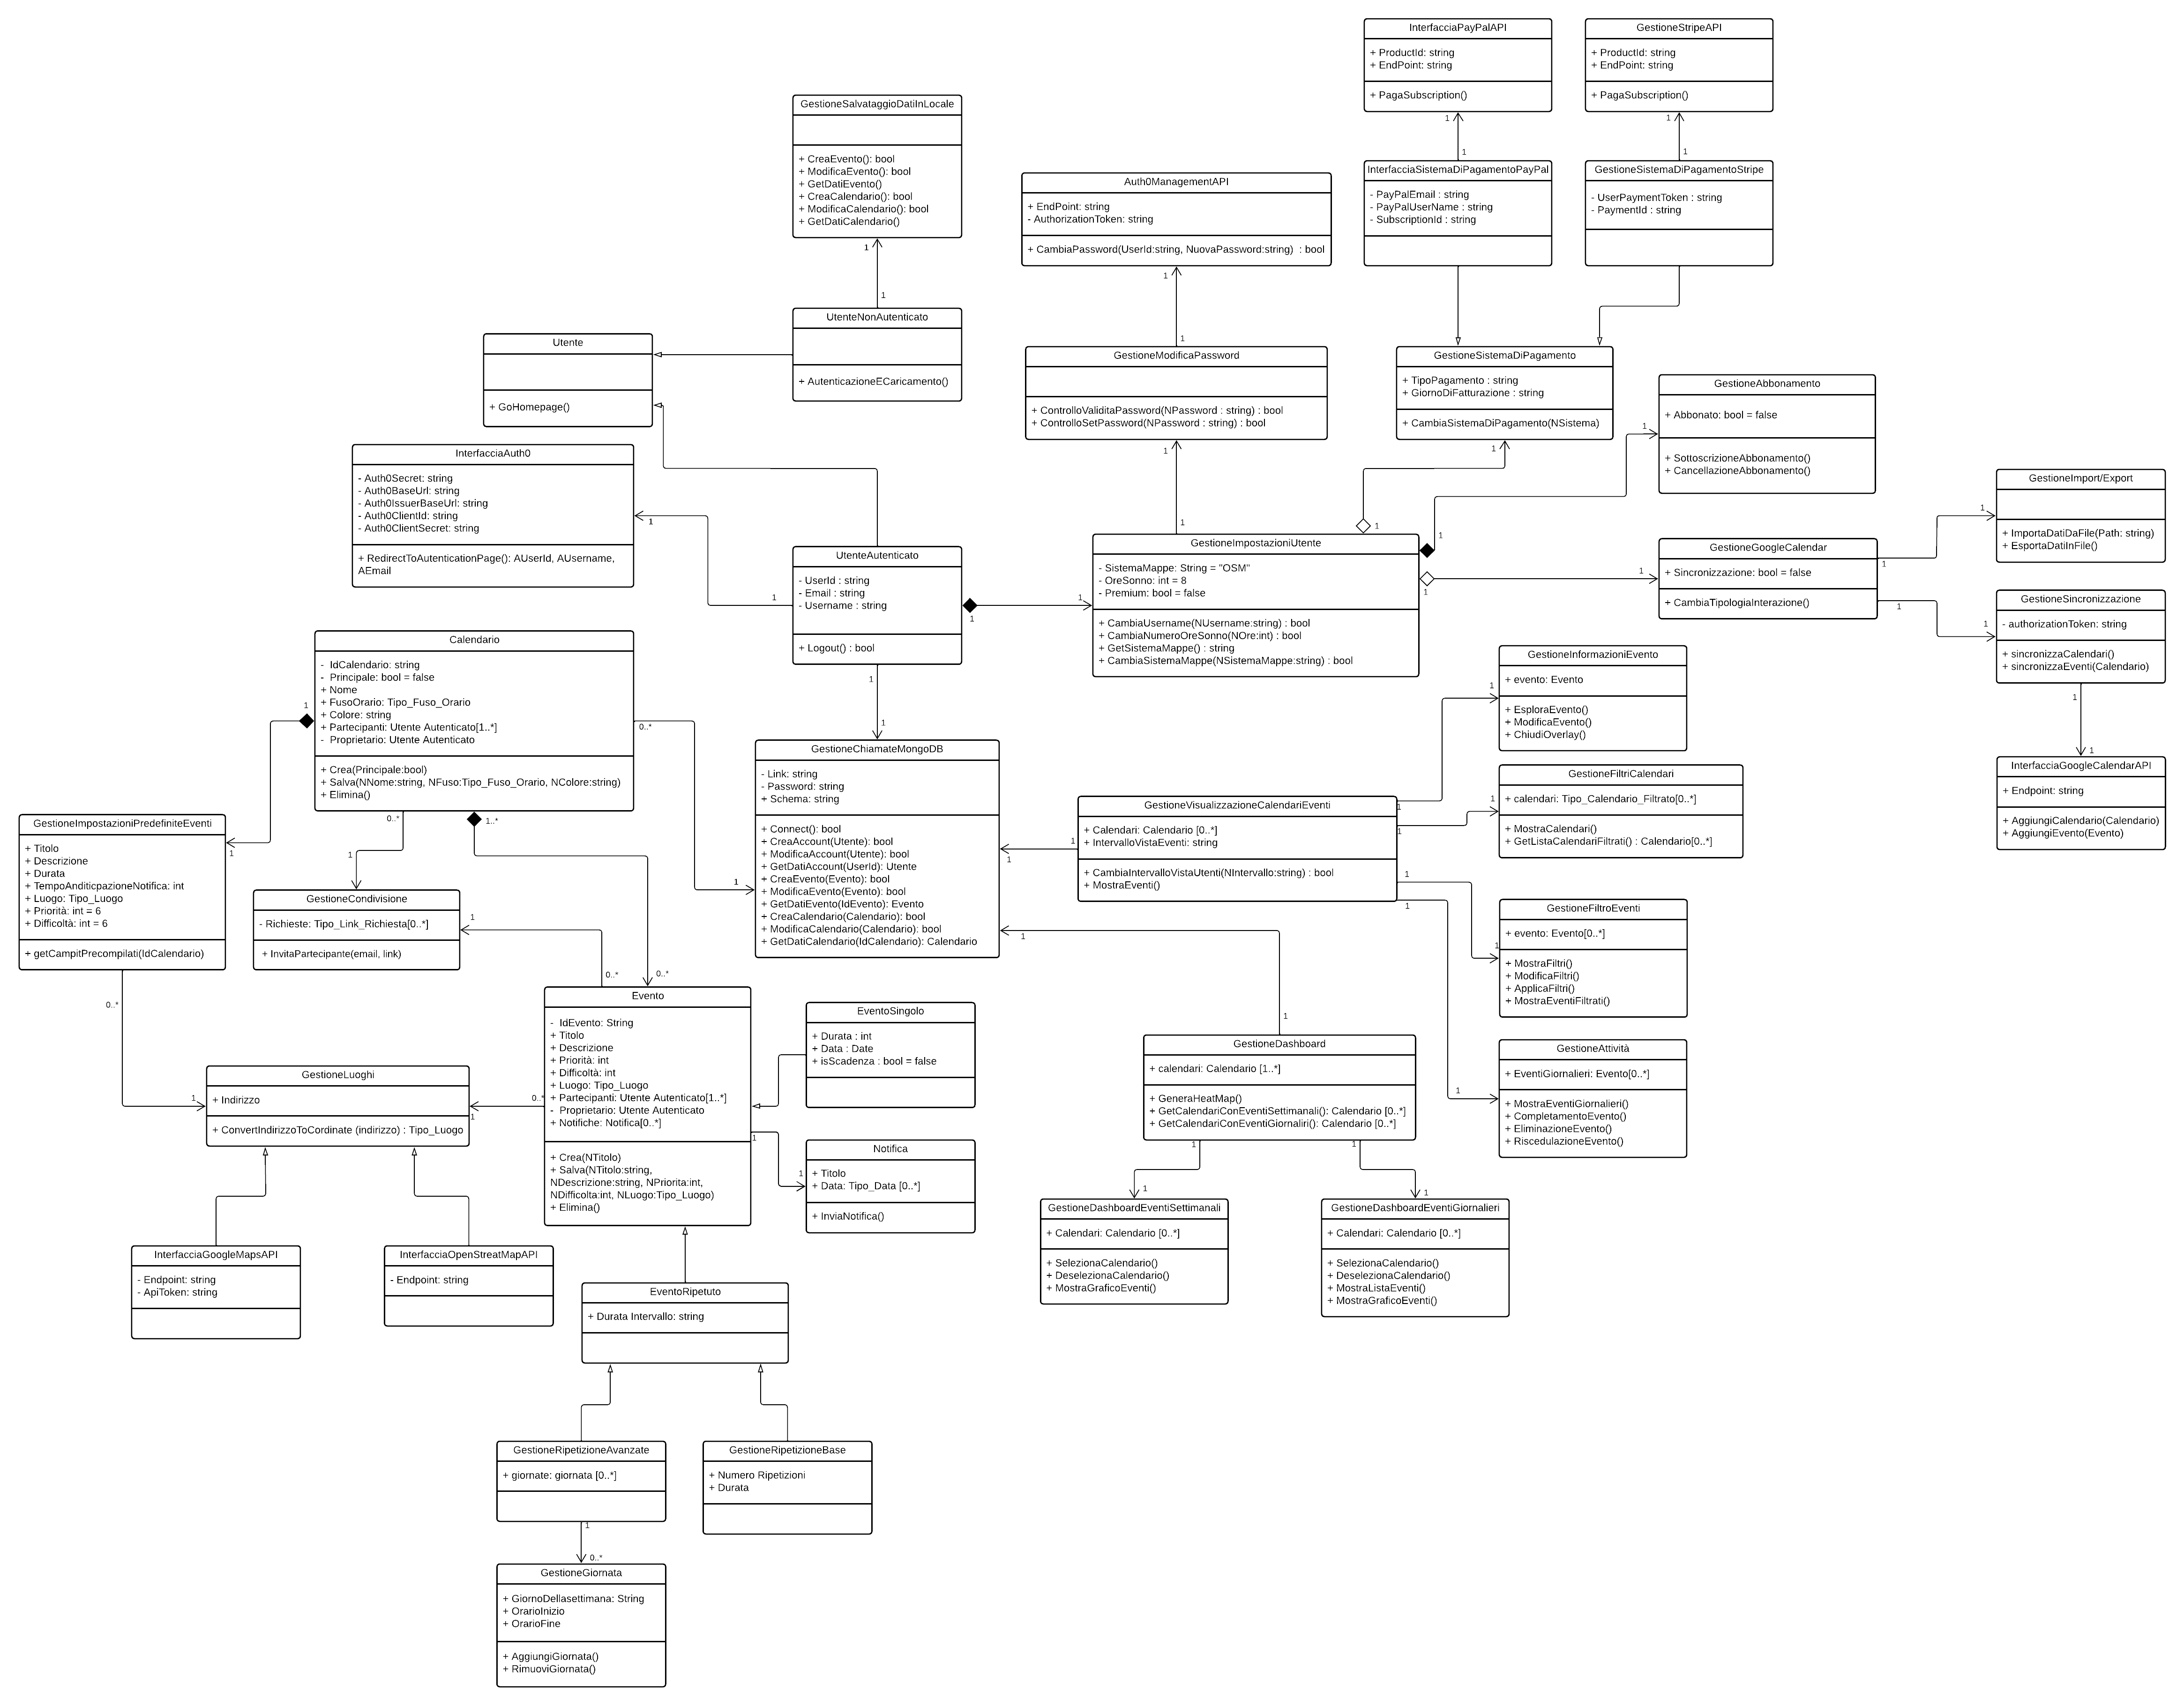 InterfacciaPayPalAPI
+ ProductId: string
+ EndPoint: string
+ PagaSubscription()
1
1
GestioneStripeAPI
+ ProductId: string
+ EndPoint: string
+ PagaSubscription()
1
1
GestioneSalvataggioDatiInLocale
+ CreaEvento(): bool
+ ModificaEvento(): bool
+ GetDatiEvento()
+ CreaCalendario(): bool
+ ModificaCalendario(): bool
+ GetDatiCalendario()
1
1
Auth0ManagementAPI
+ EndPoint: string
- AuthorizationToken: string
+ CambiaPassword(UserId:string, NuovaPassword:string) : bool
1
1
InterfacciaSistemaDiPagamentoPayPal
- PayPalEmail : string
- PayPalUserName : string
- SubscriptionId : string
GestioneSistemaDiPagamentoStripe
- UserPaymentToken : string
- PaymentId : string
UtenteNonAutenticato
+ AutenticazioneECaricamento()
Utente
+ GoHomepage()
GestioneModificaPassword
+ ControlloValiditaPassword(NPassword : string) : bool
+ ControlloSetPassword(NPassword : string) : bool
1
1
GestioneSistemaDiPagamento
+ TipoPagamento : string
+ GiornoDiFatturazione : string
+ CambiaSistemaDiPagamento(NSistema)
1
1
GestioneAbbonamento
+ Abbonato: bool = false
+ SottoscrizioneAbbonamento()
+ CancellazioneAbbonamento()
1
1
InterfacciaAuth0
- Auth0Secret: string
- Auth0BaseUrl: string
- Auth0IssuerBaseUrl: string
- Auth0ClientId: string
- Auth0ClientSecret: string
+ RedirectToAuthenticationPage(): AUserId, AUsername,
AEmail
1
1
UtenteAutenticato
- UserId : string
- Email : string
- Username : string
+ Logout() : bool
1
1
1
1
GestioneImpostazioniUtente
- SistemaMappe: String = "OSM"
- OreSonno: int = 8
- Premium: bool = false
+ CambiaUsername(NUsername:string) : bool
+ CambiaNumeroOreSonno(NOre:int) : bool
+ GetSistemaMappe() : string
+ CambiaSistemaMappe(NSistemaMappe:string) : bool
1
1
GestioneGoogleCalendar
+ Sincronizzazione: bool = false
+ CambiaTipologiaInterazione()
1
1
1
1
GestioneImport/Export
+ ImportaDatiDaFile(Path: string)
+ EsportaDatiInFile()
GestioneSincronizzazione
- authorizationToken: string
+ sincronizzaCalendari()
+ sincronizzaEventi(Calendario)
1
1
InterfacciaGoogleCalendarAPI
+ Endpoint: string
+ AggiungiCalendario(Calendario)
+ AggiungiEvento(Evento)
Calendario
- IdCalendario: string
- Principale: bool = false
+ Nome
+ FusoOrario: Tipo_Fuso_Orario
+ Colore: string
+ Partecipanti: Utente Autenticato[1..*]
- Proprietario: Utente Autenticato
+ Crea(Principale:bool)
+ Salva(NNome:string, NFuso:Tipo_Fuso_Orario, NColore:string)
+ Elimina()
1
1
0..*
1
0..*
1
1..*
0..*
GestioneChiamateMongoDB
- Link: string
- Password: string
+ Schema: string
+ Connect(): bool
+ CreaAccount(Utente): bool
+ ModificaAccount(Utente): bool
+ GetDatiAccount(UserId): Utente
+ CreaEvento(Evento): bool
+ ModificaEvento(Evento): bool
+ GetDatiEvento(IdEvento): Evento
+ CreaCalendario(Calendario): bool
+ ModificaCalendario(Calendario): bool
+ GetDatiCalendario(IdCalendario): Calendario
1
1
1
1
GestioneVisualizzazioneCalendariEventi
+ Calendari: Calendario [0..*]
+ IntervalloVistaEventi: string
+ CambiaIntervalloVistaUtenti(NIntervallo:string) : bool
+ MostraEventi()
1
1
1
1
1
1
1
1
GestioneInformazioniEvento
+ evento: Evento
+ EsploraEvento()
+ ModificaEvento()
+ ChiudiOverlay()
GestioneFiltriCalendari
+ calendari: Tipo_Calendario_Filtrato[0..*]
+ MostraCalendari()
+ GetListaCalendariFiltrati() : Calendario[0..*]
GestioneFiltroEventi
+ evento: Evento[0..*]
+ MostraFiltri()
+ ModificaFiltri()
+ ApplicaFiltri()
+ MostraEventiFiltrati()
GestioneAttività
+ EventiGiornalieri: Evento[0..*]
+ MostraEventiGiornalieri()
+ CompletamentoEvento()
+ EliminazioneEvento()
+ RiscedulazioneEvento()
GestioneImpostazioniPredefiniteEventi
+ Titolo
+ Descrizione
+ Durata
+ TempoAnditicpazioneNotifica: int
+ Luogo: Tipo_Luogo
+ Priorità: int = 6
+ Difficoltà: int = 6
+ getCampitPrecompilati(IdCalendario)
0..*
1
GestioneCondivisione
- Richieste: Tipo_Link_Richiesta[0..*]
+ InvitaPartecipante(email, link)
1
0..*
Evento
- IdEvento: String
+ Titolo
+ Descrizione
+ Priorità: int
+ Difficoltà: int
+ Luogo: Tipo_Luogo
+ Partecipanti: Utente Autenticato[1..*]
- Proprietario: Utente Autenticato
+ Notifiche: Notifica[0..*]
+ Crea(NTitolo)
+ Salva(NTitolo:string,
NDescrizione:string, NPriorita:int,
NDifficolta:int, NLuogo:Tipo_Luogo)
+ Elimina()
0..*
1
1
1
EventoSingolo
+ Durata : int
+ Data : Date
+ isScadenza : bool = false
Notifica
+ Titolo
+ Data: Tipo_Data [0..*]
+ InviaNotifica()
GestioneLuoghi
+ Indirizzo
+ ConvertIndirizzoToCordinate (indirizzo) : Tipo_Luogo
InterfacciaGoogleMapsAPI
- Endpoint: string
- ApiToken: string
InterfacciaOpenStreatMapAPI
- Endpoint: string
GestioneDashboard
+ calendari: Calendario [1..*]
+ GeneraHeatMap()
+ GetCalendariConEventiSettimanali(): Calendario [0..*]
+ GetCalendariConEventiGiornaliri(): Calendario [0..*]
1
1
1
1
GestioneDashboardEventiSettimanali
+ Calendari: Calendario [0..*]
+ SelezionaCalendario()
+ DeselezionaCalendario()
+ MostraGraficoEventi()
GestioneDashboardEventiGiornalieri
+ Calendari: Calendario [0..*]
+ SelezionaCalendario()
+ DeselezionaCalendario()
+ MostraListaEventi()
+ MostraGraficoEventi()
EventoRipetuto
+ Durata Intervallo: string
GestioneRipetizioneAvanzate
+ giornate: giornata [0..*]
1
0..*
GestioneRipetizioneBase
+ Numero Ripetizioni
+ Durata
GestioneGiornata
+ GiornoDellasettimana: String
+ OrarioInizio
+ OrarioFine
+ AggiungiGiornata()
+ RimuoviGiornata()